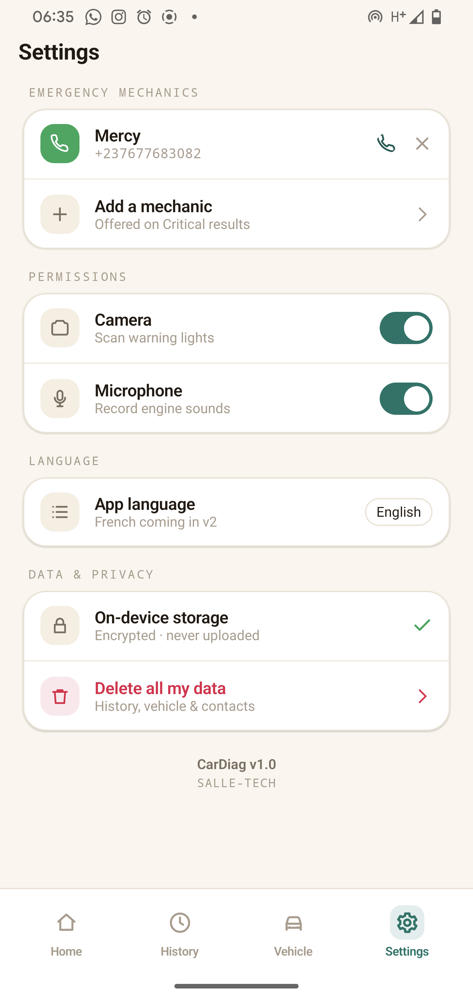 06:35
H+
Settings
EMERGENCY MECHANICS
Mercy
+237677683082
Add a mechanic
Offered on Critical results
PERMISSIONS
Camera
Scan warning lights
Microphone
Record engine sounds
LANGUAGE
App language
French coming in v2
English
DATA & PRIVACY
On-device storage
Encrypted · never uploaded
Delete all my data
History, vehicle & contacts
CarDiag v1.0
SALLE-TECH
Home
History
Vehicle
Settings